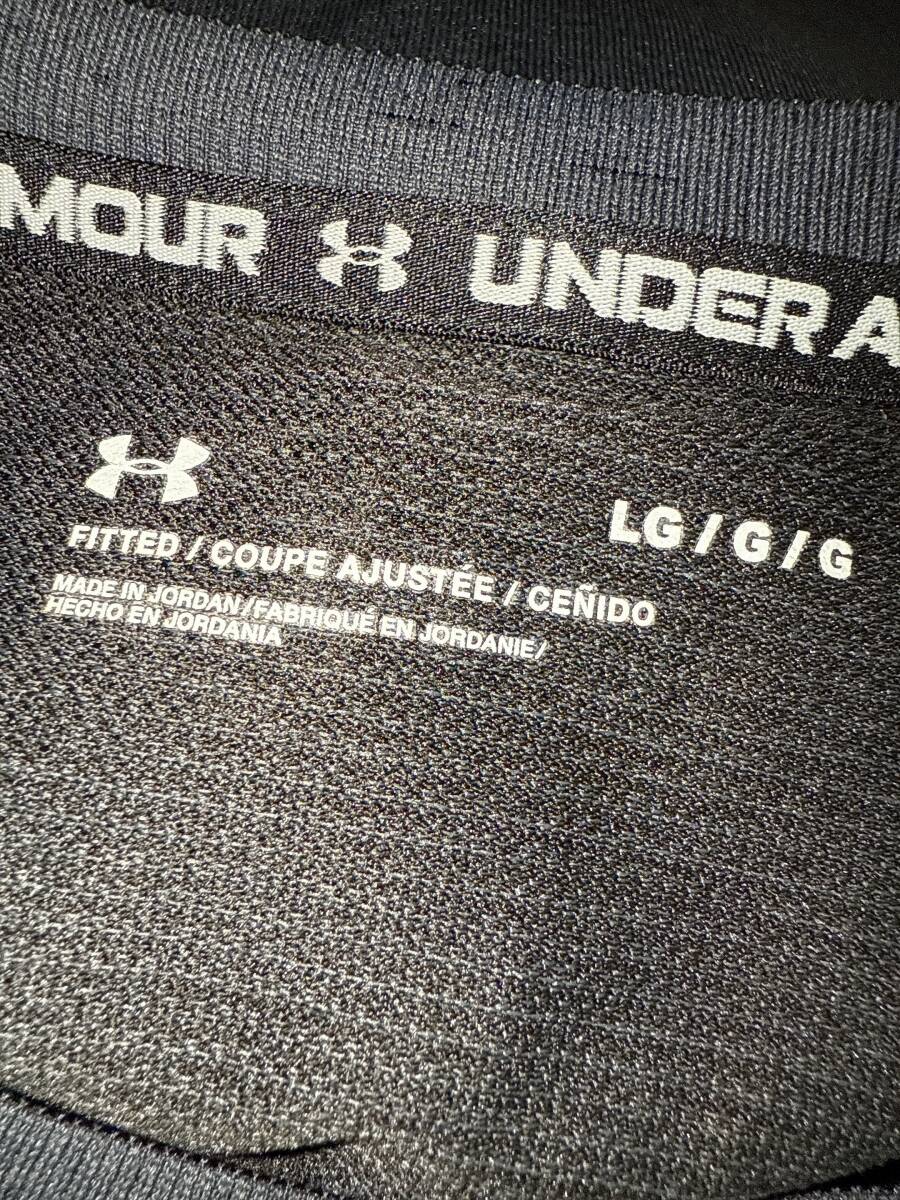 MOUR UNDER A
LG / G / G
FITTED / COUPE AJUSTÉE / CEÑIDO
MADE IN JORDAN / FABRIQUÉ EN JORDANIE /
HECHO EN JORDANIA